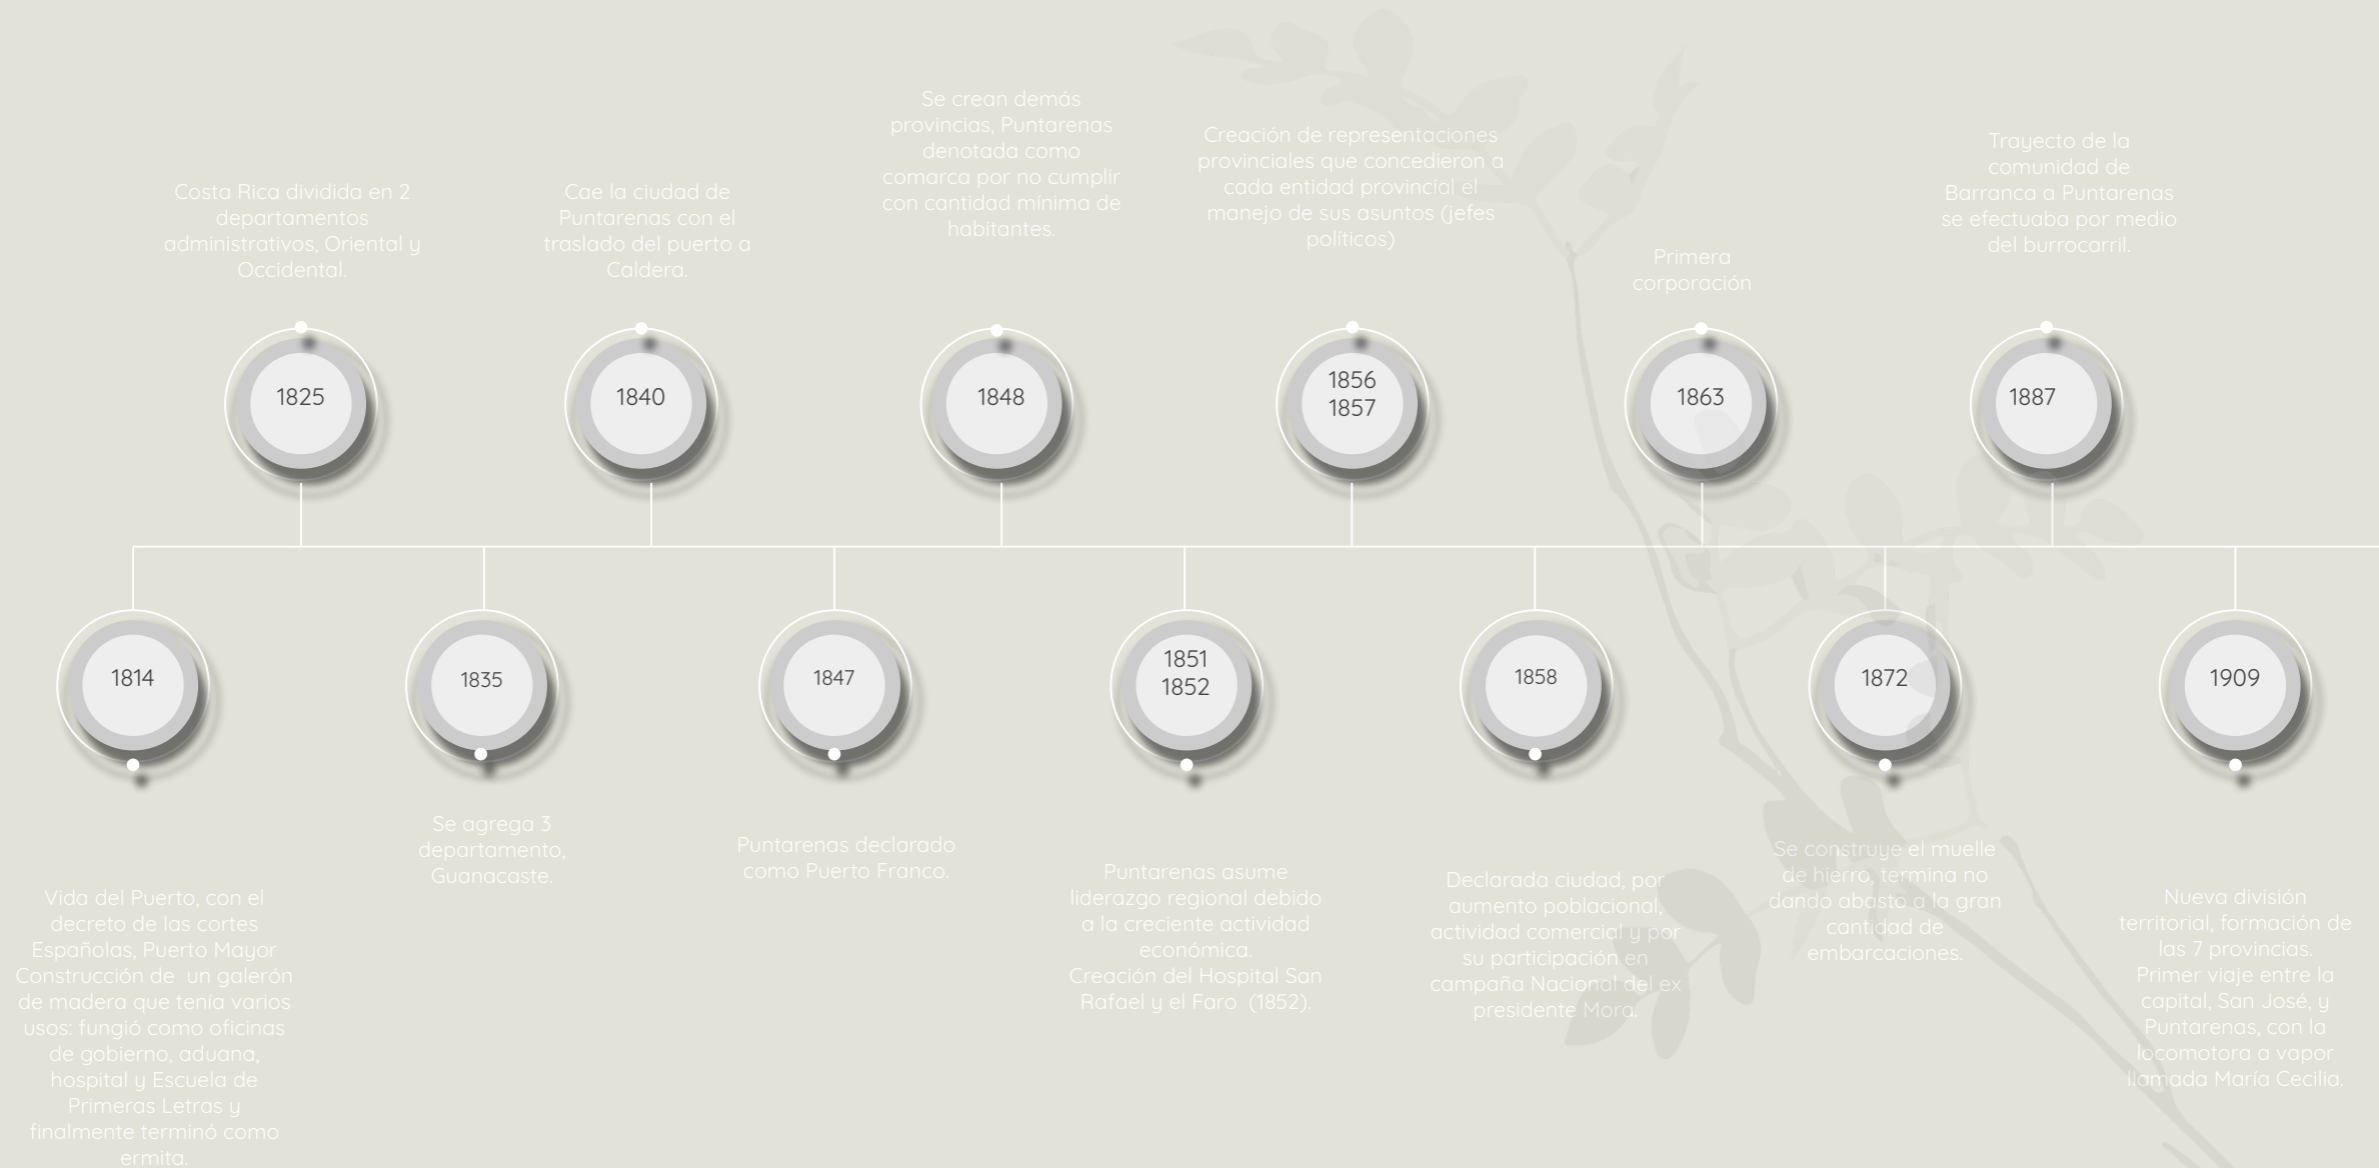 1814
Vida del Puerto, con el
decreto de las cortes
Españolas, Puerto Mayor
Construcción de  un galerón
de madera que tenía varios
usos: fungió como oficinas
de gobierno, aduana,
hospital y Escuela de
Primeras Letras y
finalmente terminó como
ermita.
Costa Rica dividida en 2
departamentos
administrativos, Oriental y
Occidental.
1825
1835
Se agrega 3
departamento,
Guanacaste.
Cae la ciudad de
Puntarenas con el
traslado del puerto a
Caldera.
1840
1847
Puntarenas declarado
como Puerto Franco.
Se crean demás
provincias, Puntarenas
denotada como
comarca por no cumplir
con cantidad mínima de
habitantes.
1848
1851
1852
Puntarenas asume
liderazgo regional debido
a la creciente actividad
económica.
Creación del Hospital San
Rafael y el Faro  (1852).
Creación de representaciones
provinciales que concedieron a
cada entidad provincial el
manejo de sus asuntos (jefes
políticos)
1856
1857
1858
Declarada ciudad, por
aumento poblacional,
actividad comercial y por
su participación en
campaña Nacional del ex
presidente Mora.
Primera
corporación
1863
1872
Se construye el muelle
de hierro, termina no
dando abasto a la gran
cantidad de
embarcaciones.
Trayecto de la
comunidad de
Barranca a Puntarenas
se efectuaba por medio
del burrocarril.
1887
1909
Nueva división
territorial, formación de
las 7 provincias.
Primer viaje entre la
capital, San José, y
Puntarenas, con la
locomotora a vapor
llamada María Cecilia.